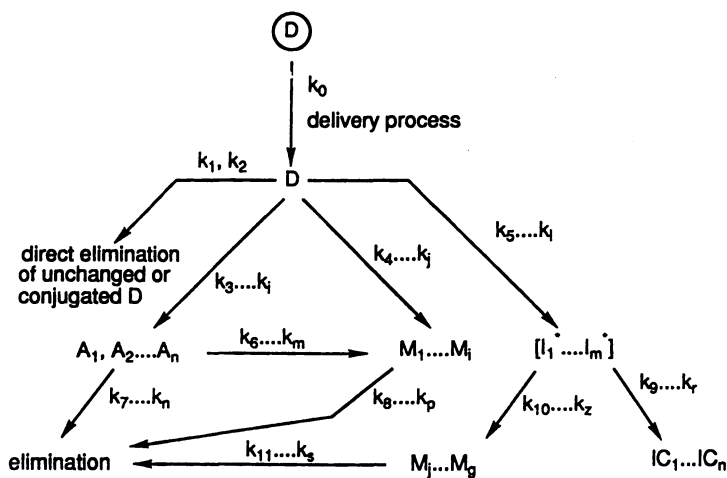 D
k0
delivery process
k1, k2
D
direct elimination
of unchanged or
conjugated D
k3....ki
k4....kj
k5....kl
A1, A2....An
k6....km
M1....Mi
[I1*....Im*]
k7....kn
k8....kp
k10....kz
k9....kr
elimination
k11....ks
Mj...Mg
IC1...ICm